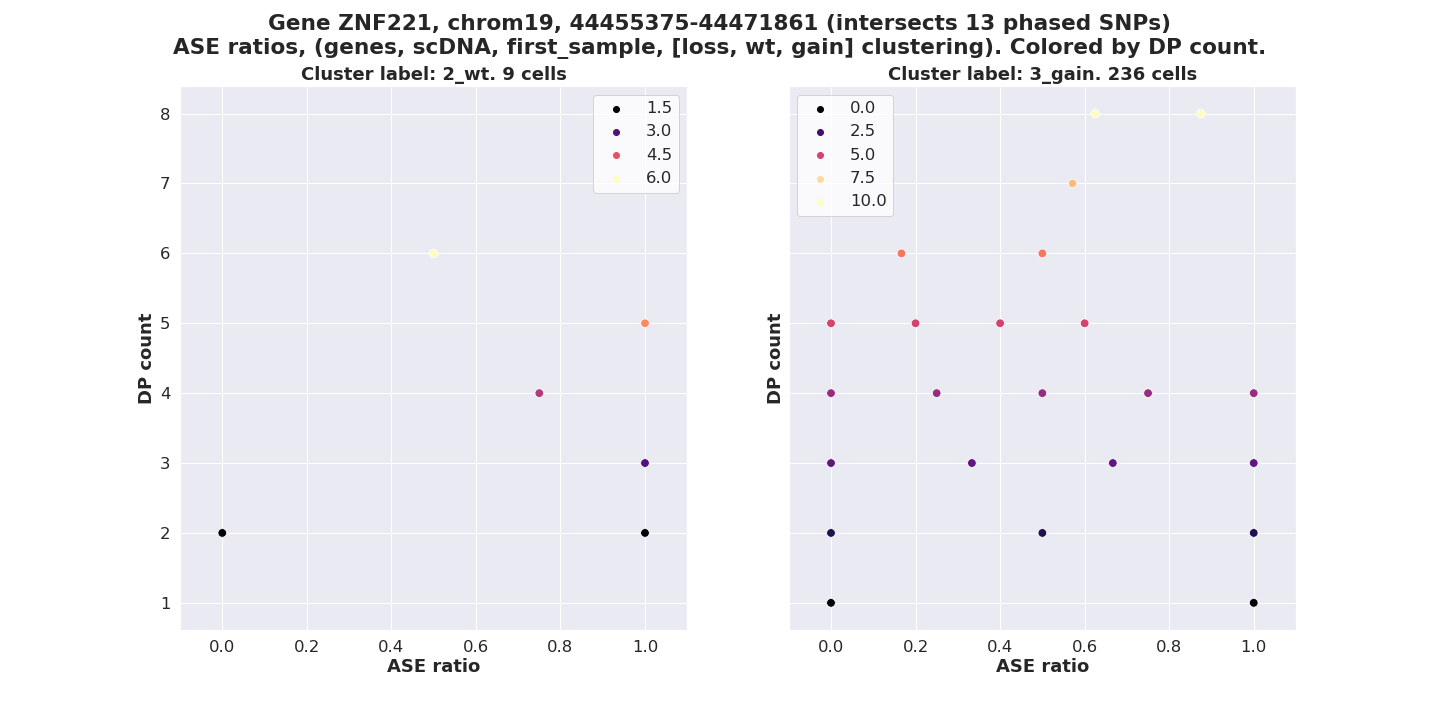 Gene ZNF221, chrom19, 44455375-44471861 (intersects 13 phased SNPs)
ASE ratios, (genes, scDNA, first_sample, [loss, wt, gain] clustering). Colored by DP count.
Cluster label: 2_wt. 9 cells
1.5
3.0
4.5
6.0
8
7
6
5
4
3
2
1
DP count
0.0 0.2 0.4 0.6 0.8 1.0
ASE ratio
Cluster label: 3_gain. 236 cells
0.0
2.5
5.0
7.5
10.0
DP count
0.0 0.2 0.4 0.6 0.8 1.0
ASE ratio